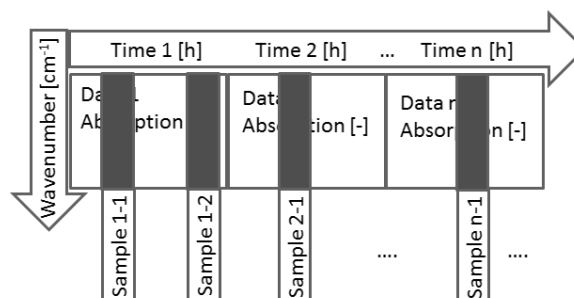 Time 1 [h] Time 2 [h] ... Time n [h]
Wavenumber [cm⁻¹]
Data
Absorption [-]
Data n
Sample 1-1
Sample 1-2
Sample 2-1
....
Sample n-1
....